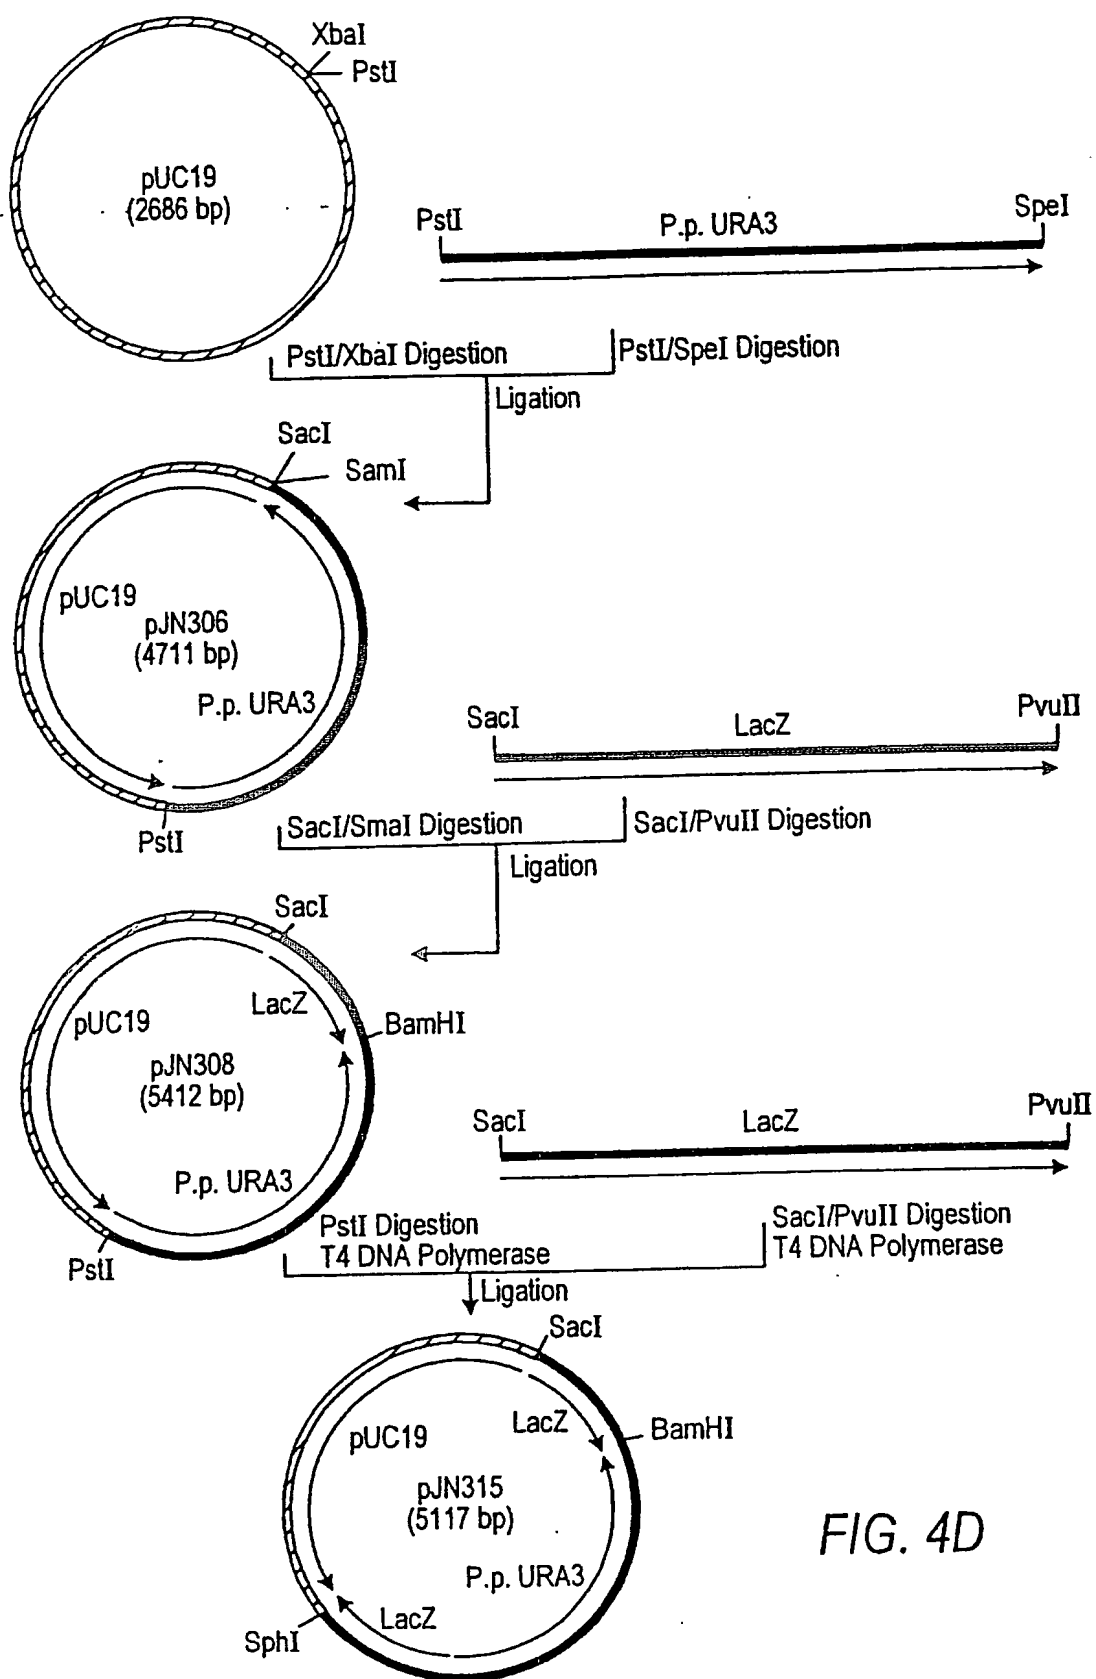 XbaI
PstI
pUC19
(2686 bp)
PstI
P.p. URA3
SpeI
PstI/XbaI Digestion
PstI/SpeI Digestion
Ligation
SacI
SamI
pUC19
pJN306
(4711 bp)
P.p. URA3
PstI
SacI
LacZ
PvuII
SacI/SmaI Digestion
SacI/PvuII Digestion
Ligation
SacI
LacZ
BamHI
pUC19
pJN308
(5412 bp)
P.p. URA3
PstI
SacI
LacZ
PvuII
PstI Digestion
T4 DNA Polymerase
SacI/PvuII Digestion
T4 DNA Polymerase
Ligation
SacI
LacZ
BamHI
pUC19
pJN315
(5117 bp)
P.p. URA3
LacZ
SphI
FIG. 4D